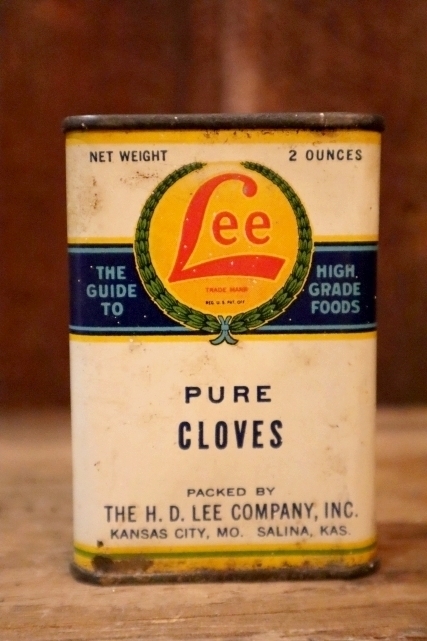 NET WEIGHT 2 OUNCES
Lee
TRADE MARK
REG. U.S. PAT. OFF.
THE GUIDE TO
HIGH GRADE FOODS
PURE
CLOVES
PACKED BY
THE H. D. LEE COMPANY, INC.
KANSAS CITY, MO. SALINA, KAS.